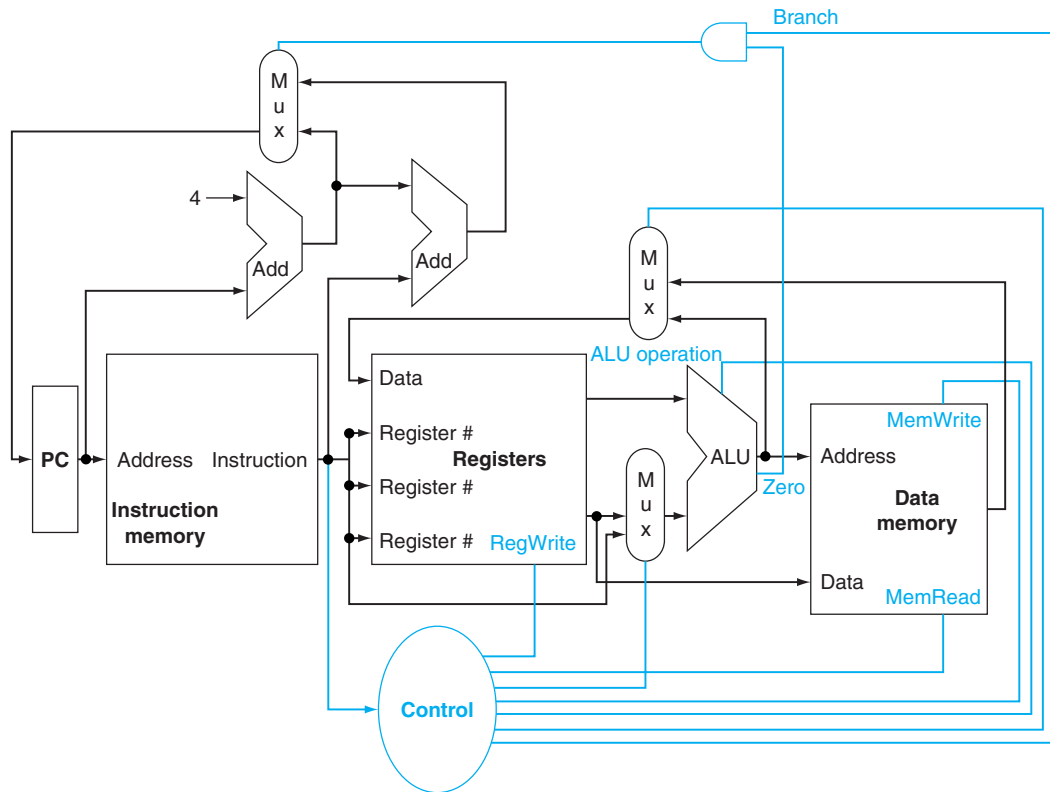 Branch
M
u
x
4
Add
Add
M
u
x
ALU operation
Data
Register #
Register #
Register #
Registers
RegWrite
PC
Address
Instruction
Instruction
memory
M
u
x
ALU
Zero
MemWrite
Address
Data
memory
Data
MemRead
Control